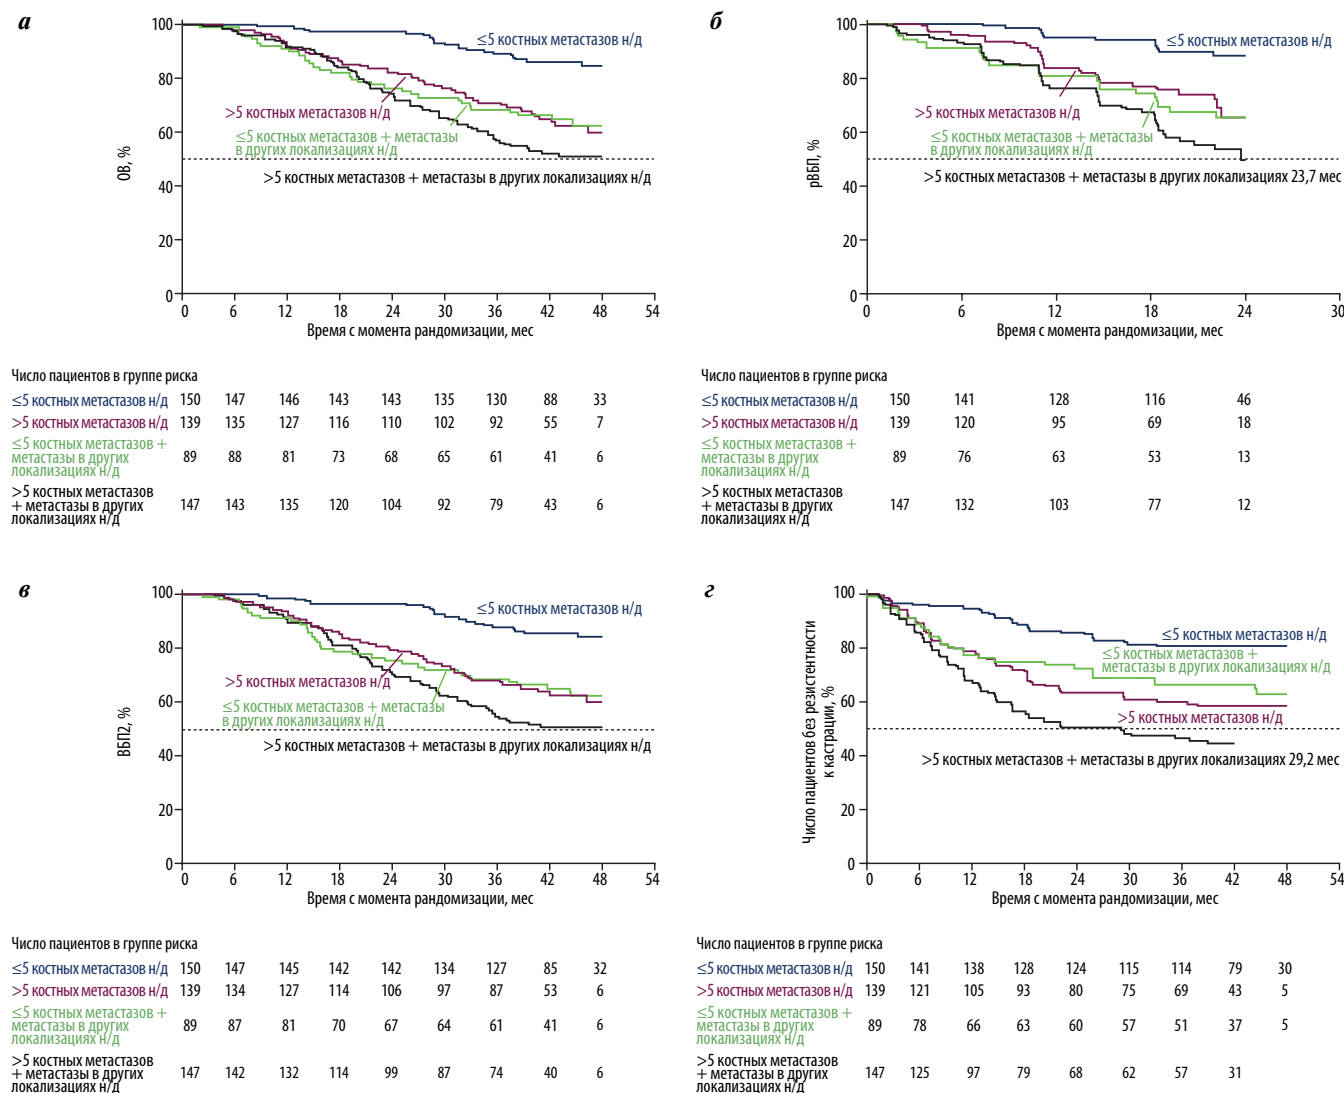 а
100
80
60
40
20
0
ОВ, %
≤5 костных метастазов н/д
>5 костных метастазов н/д
≤5 костных метастазов + метастазы
в других локализациях н/д
>5 костных метастазов + метастазы в других локализациях н/д
0 6 12 18 24 30 36 42 48 54
Время с момента рандомизации, мес
Число пациентов в группе риска
≤5 костных метастазов н/д 150 147 146 143 143 135 130 88 33
>5 костных метастазов н/д 139 135 127 116 110 102 92 55 7
≤5 костных метастазов +
метастазы в других 89 88 81 73 68 65 61 41 6
локализациях н/д
>5 костных метастазов
+ метастазы в других 147 143 135 120 104 92 79 43 6
локализациях н/д
б
100
80
60
40
20
0
рВБП, %
≤5 костных метастазов н/д
>5 костных метастазов н/д
≤5 костных метастазов + метастазы
в других локализациях н/д
>5 костных метастазов + метастазы в других локализациях 23,7 мес
0 6 12 18 24 30
Время с момента рандомизации, мес
Число пациентов в группе риска
≤5 костных метастазов н/д 150 141 128 116 46
>5 костных метастазов н/д 139 120 95 69 18
≤5 костных метастазов +
метастазы в других 89 76 63 53 13
локализациях н/д
>5 костных метастазов
+ метастазы в других 147 132 103 77 12
локализациях н/д
в
100
80
60
40
20
0
ВБП2, %
≤5 костных метастазов н/д
>5 костных метастазов н/д
≤5 костных метастазов + метастазы
в других локализациях н/д
>5 костных метастазов + метастазы в других локализациях н/д
0 6 12 18 24 30 36 42 48 54
Время с момента рандомизации, мес
Число пациентов в группе риска
≤5 костных метастазов н/д 150 147 145 142 142 134 127 85 32
>5 костных метастазов н/д 139 134 127 114 106 97 87 53 6
≤5 костных метастазов +
метастазы в других 89 87 81 70 67 64 61 41 6
локализациях н/д
>5 костных метастазов
+ метастазы в других 147 142 132 114 99 87 74 40 6
локализациях н/д
г
100
80
60
40
20
0
Число пациентов без резистентности
к кастрации, %
≤5 костных метастазов н/д
≤5 костных метастазов +
метастазы в других локализациях н/д
>5 костных метастазов н/д
>5 костных метастазов + метастазы в других локализациях 29,2 мес
0 6 12 18 24 30 36 42 48 54
Время с момента рандомизации, мес
Число пациентов в группе риска
≤5 костных метастазов н/д 150 141 138 128 124 115 114 79 30
>5 костных метастазов н/д 139 121 105 93 80 75 69 43 5
≤5 костных метастазов +
метастазы в других 89 78 66 63 60 57 51 37 5
локализациях н/д
>5 костных метастазов
+ метастазы в других 147 125 97 79 68 62 57 31
локализациях н/д